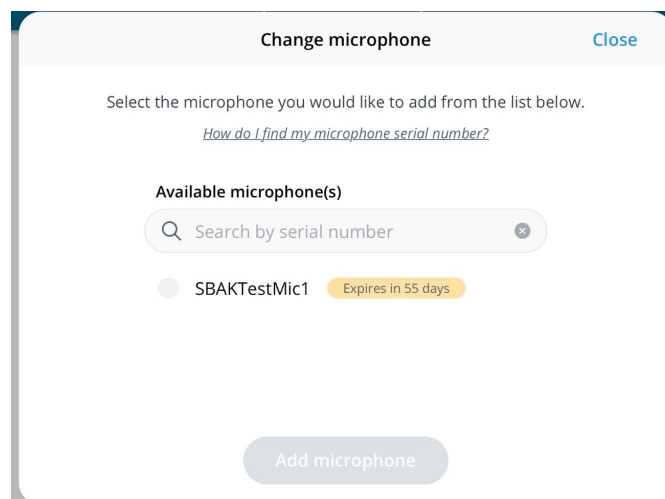 Change microphone
Close
Select the microphone you would like to add from the list below.
How do I find my microphone serial number?
Available microphone(s)
Search by serial number
SBAKTestMic1
Expires in 55 days
Add microphone